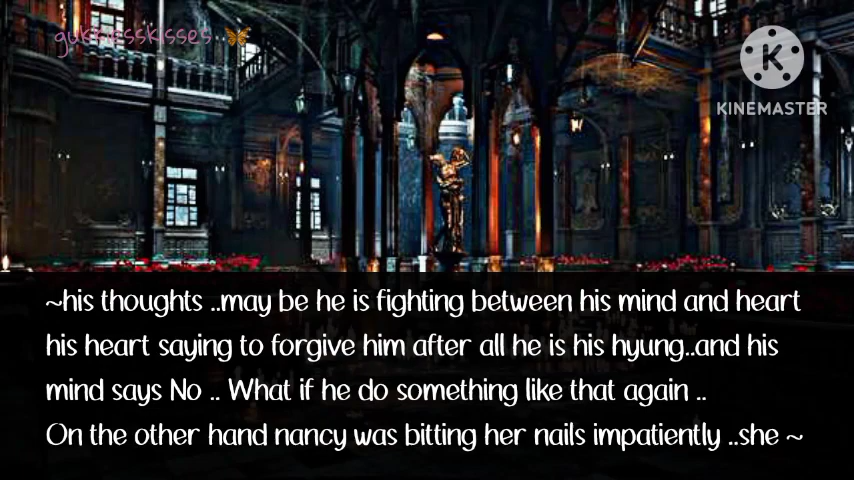 gukkiesskisses
KINEMASTER
~his thoughts ..may be he is fighting between his mind and heart
his heart saying to forgive him after all he is his hyung..and his
mind says No .. What if he do something like that again ..
On the other hand nancy was bitting her nails impatiently ..she ~